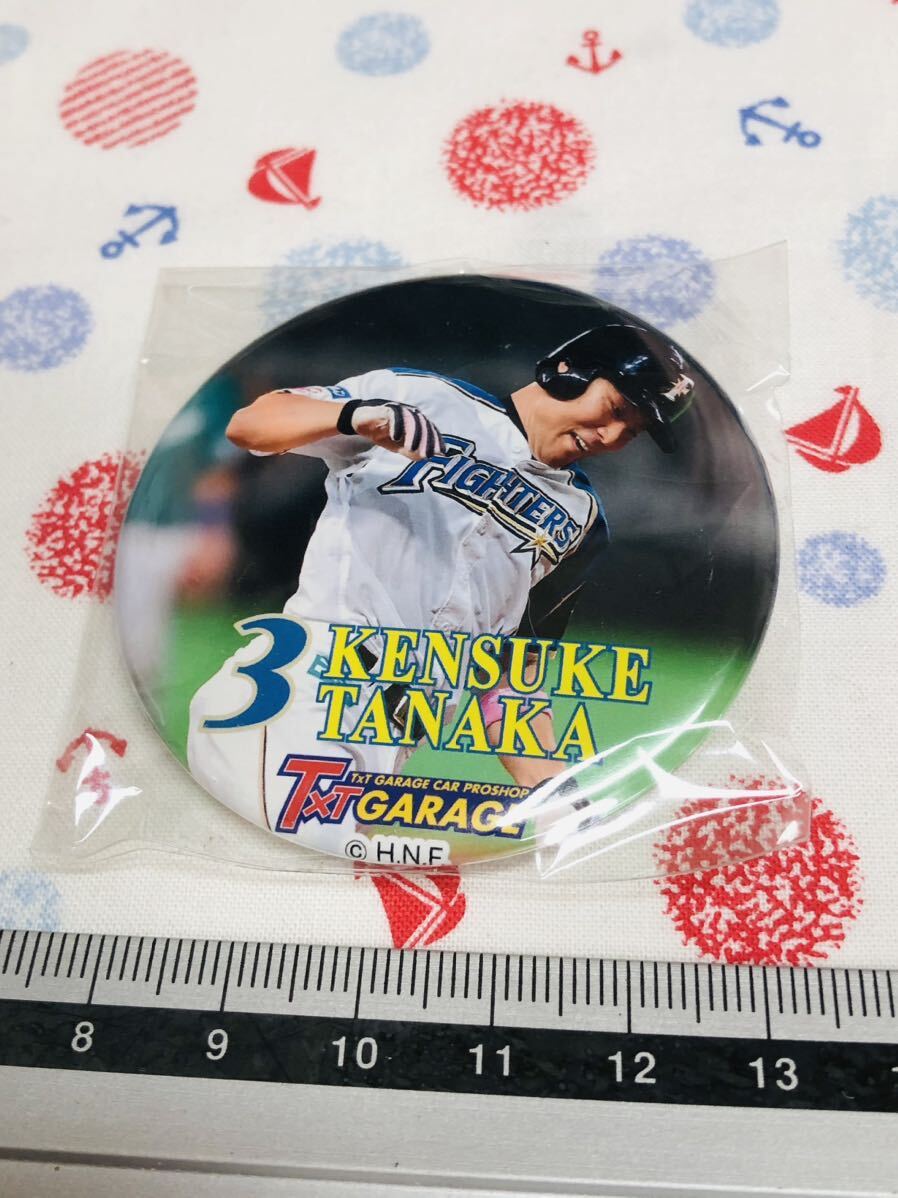 F
FIGHTERS
3 KENSUKE
TANAKA
TxT GARAGE CAR PROSHOP
TxT GARAGE
© H.N.F
8 9 10 11 12 13